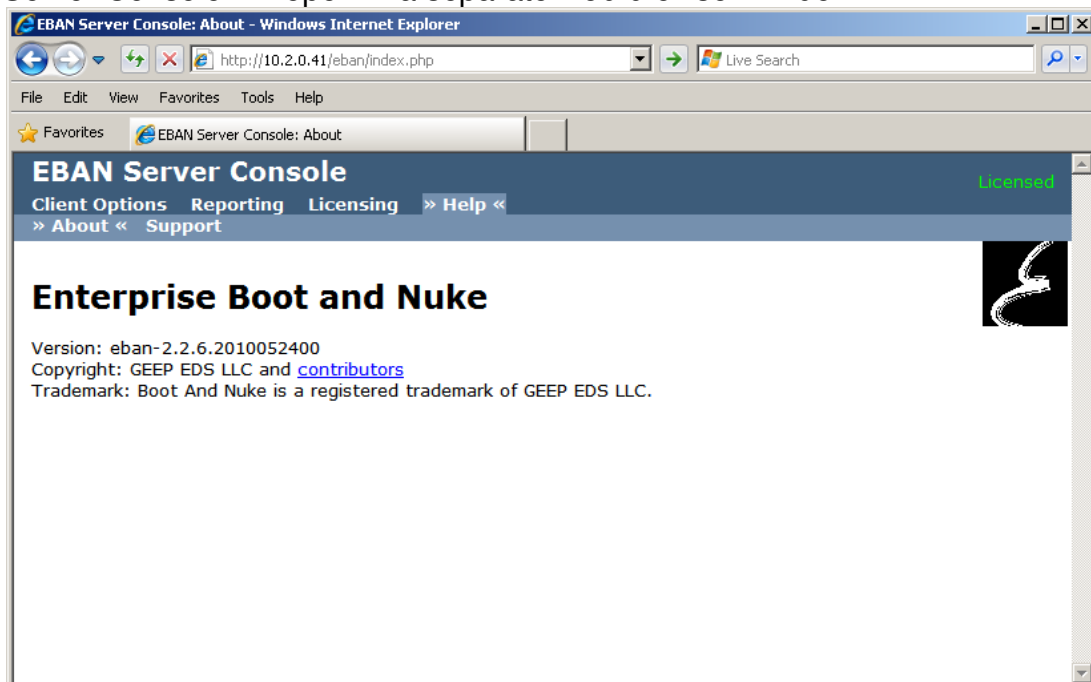 EBAN Server Console: About - Windows Internet Explorer
http://10.2.0.41/eban/index.php Live Search
File Edit View Favorites Tools Help
Favorites EBAN Server Console: About
EBAN Server Console
Licensed
Client Options Reporting Licensing » Help «
» About « Support
Enterprise Boot and Nuke
Version: eban-2.2.6.2010052400
Copyright: GEEP EDS LLC and contributors
Trademark: Boot And Nuke is a registered trademark of GEEP EDS LLC.